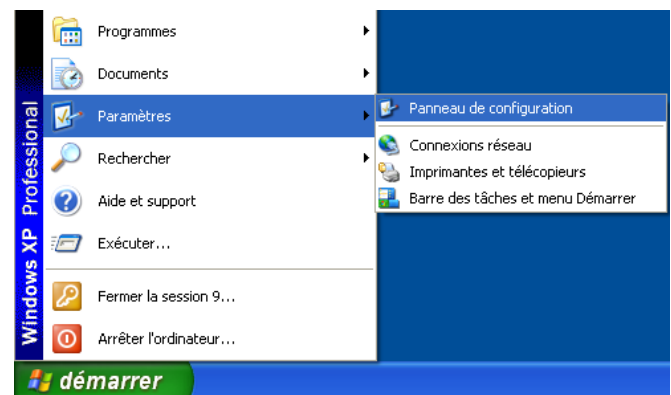 Windows XP Professional
Programmes
Documents
Paramètres
Rechercher
Aide et support
Exécuter...
Fermer la session 9...
Arrêter l'ordinateur...
Panneau de configuration
Connexions réseau
Imprimantes et télécopieurs
Barre des tâches et menu Démarrer
démarrer